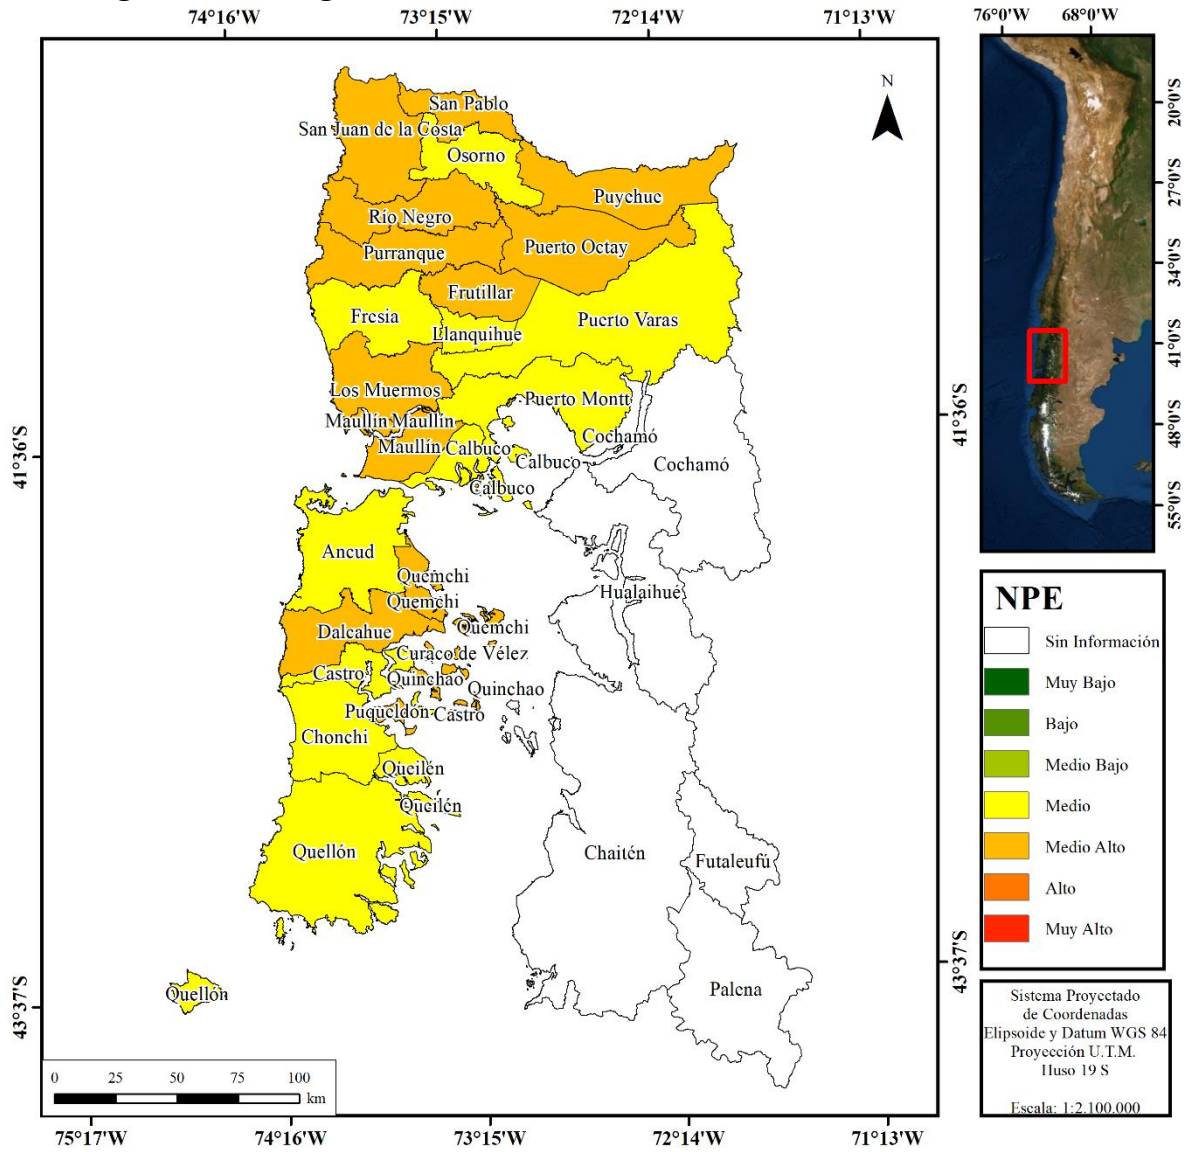 74°16'W 73°15'W 72°14'W 71°13'W
76°0'W 68°0'W
N
San Pablo
San Juan de la Costa
Osorno
Puyehue
Río Negro
Puerto Octay
Purranque
Frutillar
Fresia
Puerto Varas
Llanquihue
Los Muermos
Puerto Montt
Maullín Maullín
Cochamó
Maullín
Calbuco
Calbuco
Cochamó
Calbuco
Ancud
Quemchi
Hualaihué
Quemchi
Quemchi
Dalcahue
Curaco de Vélez
Castro
Quinchao
Quinchao
Puqueldón
Castro
Chonchi
Queilén
Queilén
Quellón
Chaitén
Futaleufú
Palena
Quellón
41°36'S
43°37'S
41°36'S
43°37'S
20°0'S
27°0'S
34°0'S
41°0'S
48°0'S
55°0'S
NPE
Sin Información
Muy Bajo
Bajo
Medio Bajo
Medio
Medio Alto
Alto
Muy Alto
Sistema Proyectado
de Coordenadas
Elipsoide y Datum WGS 84
Proyección U.T.M.
Huso 19 S
Escala: 1:2.100.000
0 25 50 75 100
km
75°17'W 74°16'W 73°15'W 72°14'W 71°13'W